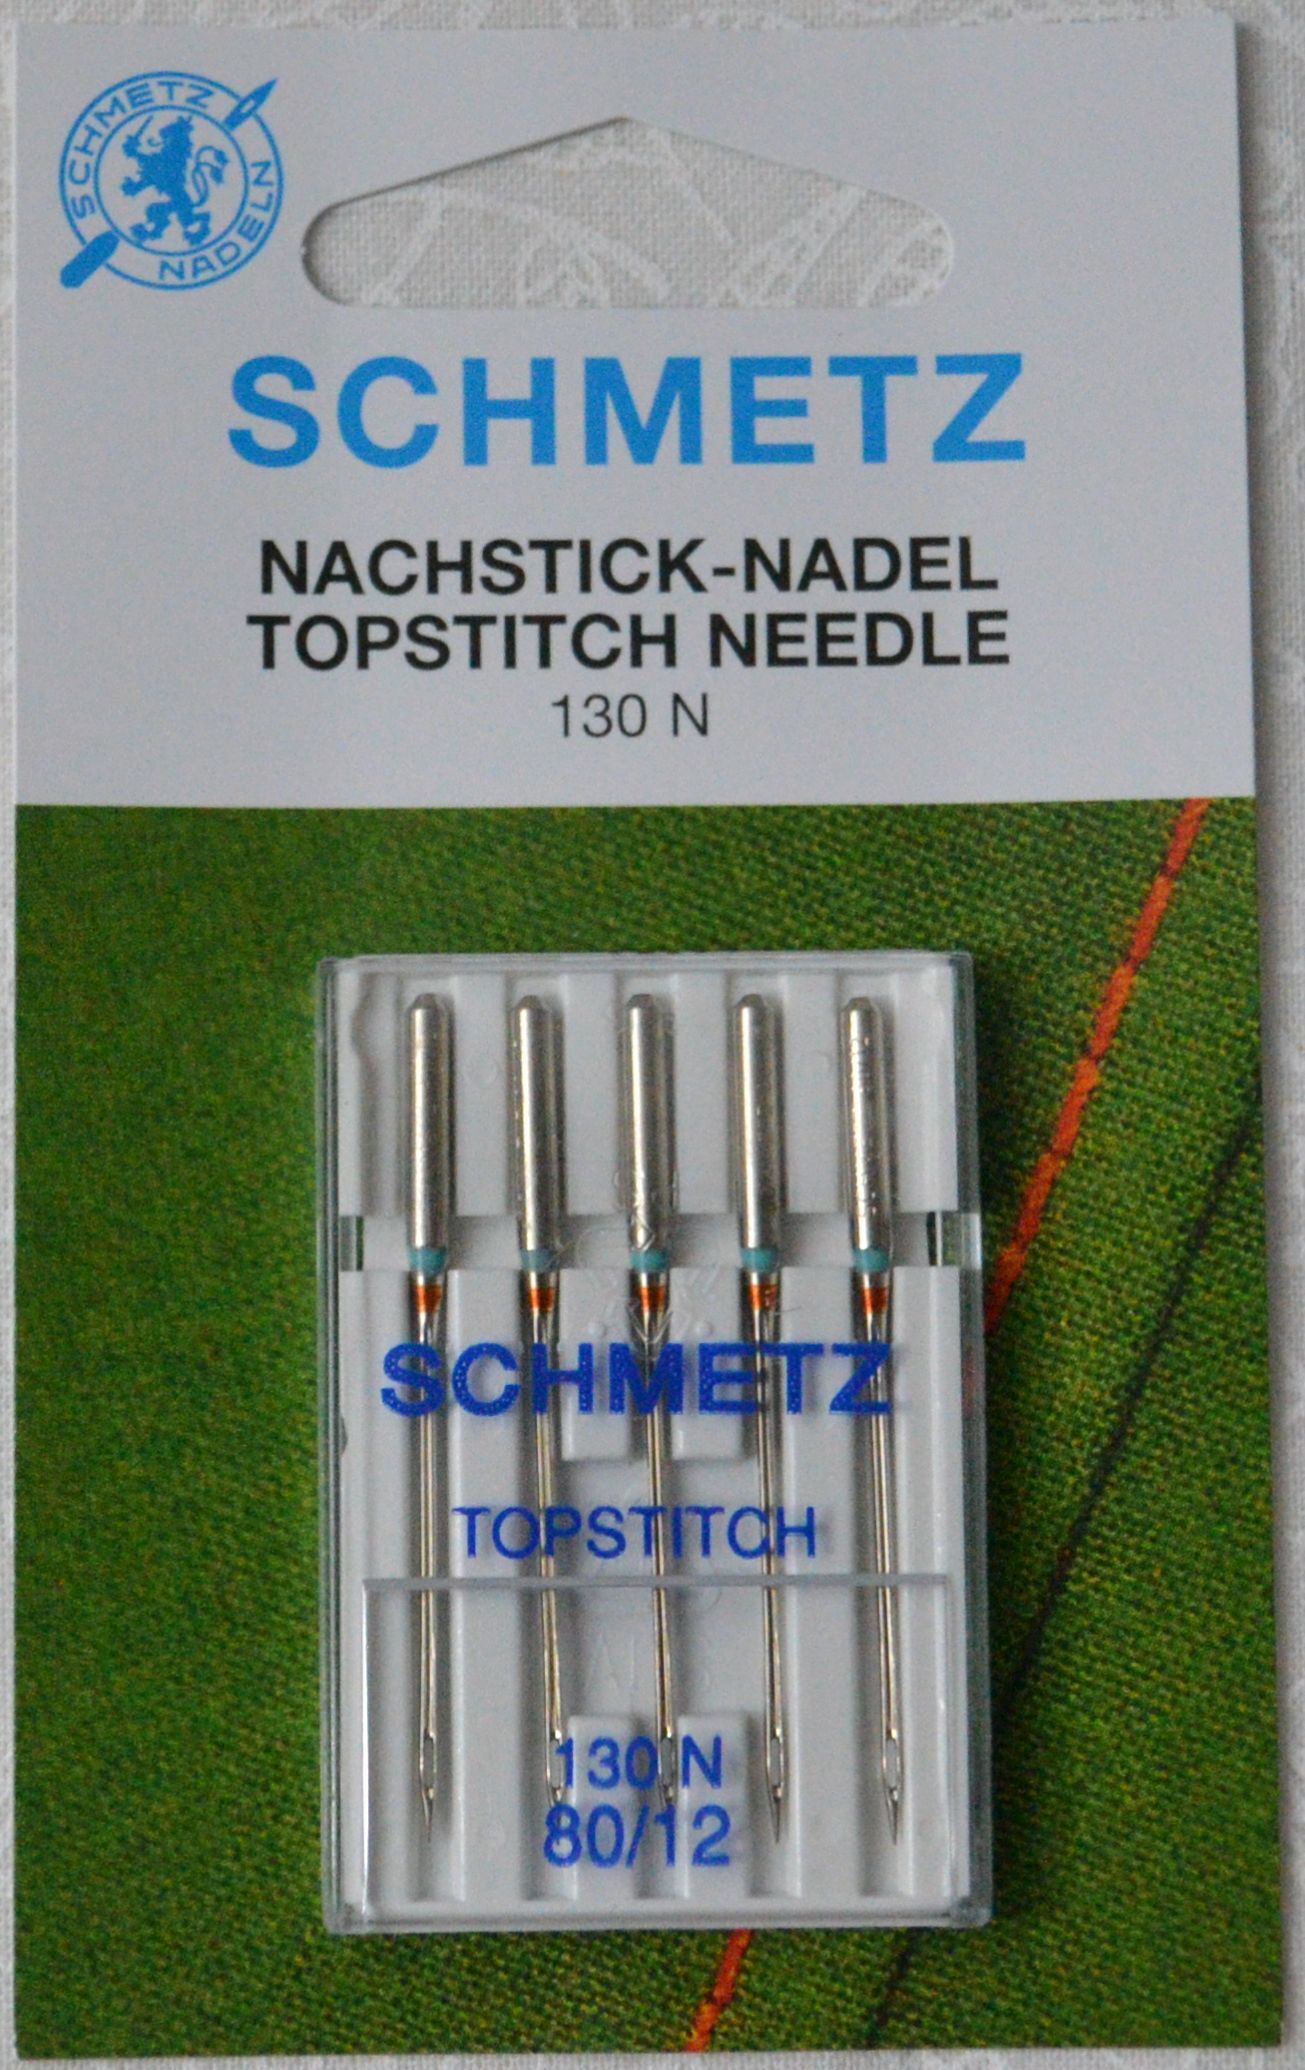 SCHMETZ
NADELN
SCHMETZ
NACHSTICK-NADEL
TOPSTITCH NEEDLE
130 N
SCHMETZ
TOPSTITCH
130 N
80/12